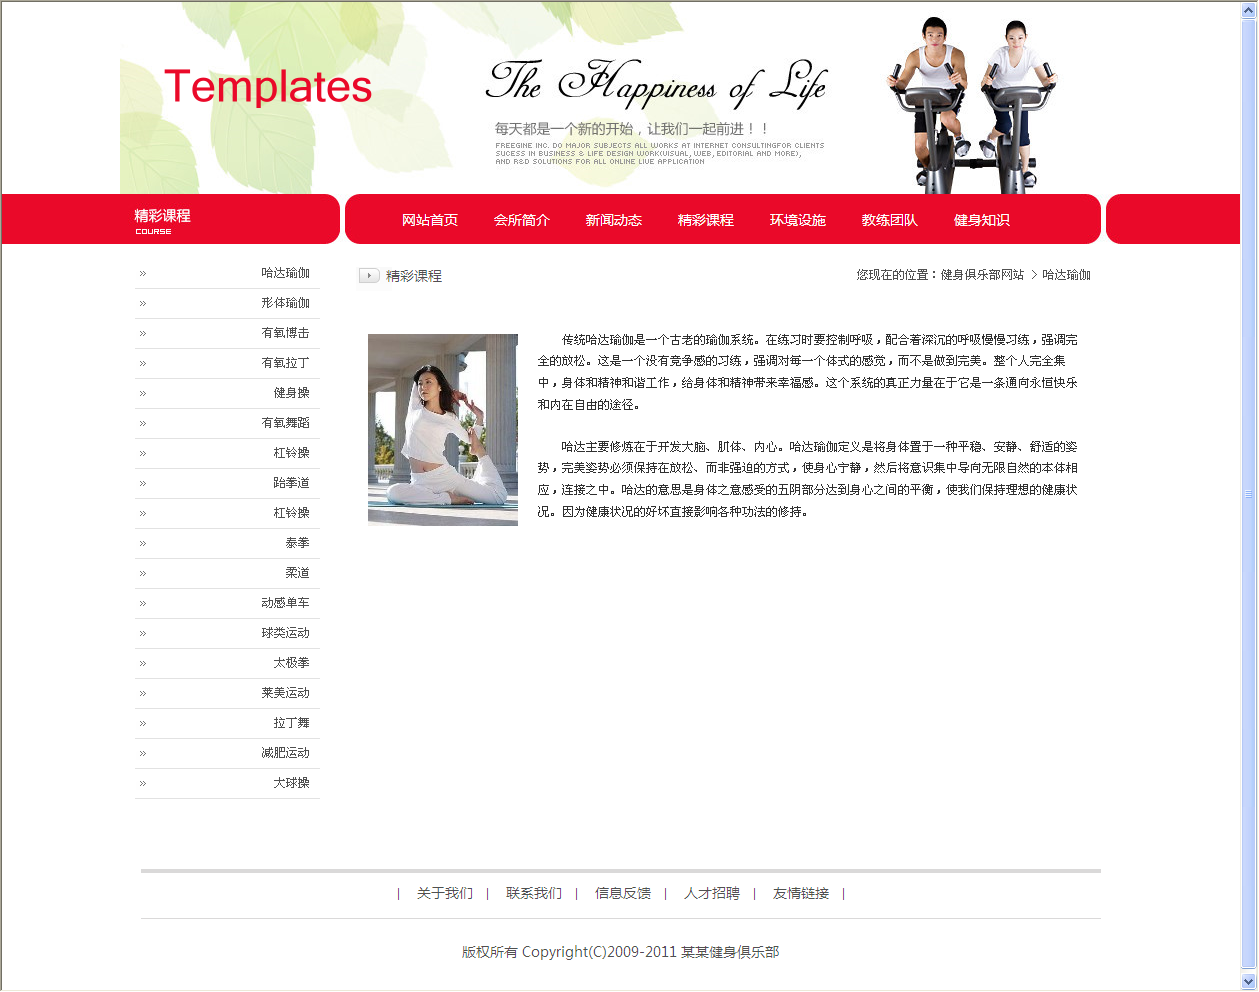 Templates
The Happiness of Life
每天都是一个新的开始，让我们一起前进！！
FREEGINE INC. DO MAJOR SUBJECTS ALL WORKS AT INTERNET CONSULTINGFOR CLIENTS
SUCESS IN BUSINESS & LIFE DESIGN WORK(VISUAL, WEB, EDITORIAL AND MORE),
AND R&D SOLUTIONS FOR ALL ONLINE LIVE APPLICATION
精彩课程
COURSE
网站首页 会所简介 新闻动态 精彩课程 环境设施 教练团队 健身知识
» 哈达瑜伽
» 形体瑜伽
» 有氧博击
» 有氧拉丁
» 健身操
» 有氧舞蹈
» 杠铃操
» 跆拳道
» 杠铃操
» 泰拳
» 柔道
» 动感单车
» 球类运动
» 太极拳
» 莱美运动
» 拉丁舞
» 减肥运动
» 大球操
精彩课程
您现在的位置：健身俱乐部网站 > 哈达瑜伽
传统哈达瑜伽是一个古老的瑜伽系统。在练习时要控制呼吸，配合着深沉的呼吸慢慢习练，强调完
全的放松。这是一个没有竞争感的习练，强调对每一个体式的感觉，而不是做到完美。整个人完全集
中，身体和精神和谐工作，给身体和精神带来幸福感。这个系统的真正力量在于它是一条通向永恒快乐
和内在自由的途径。
哈达主要修炼在于开发大脑、肌体、内心。哈达瑜伽定义是将身体置于一种平稳、安静、舒适的姿
势，完美姿势必须保持在放松、而非强迫的方式，使身心宁静，然后将意识集中导向无限自然的本体相
应，连接之中。哈达的意思是身体之意感受的五阴部分达到身心之间的平衡，使我们保持理想的健康状
况。因为健康状况的好坏直接影响各种功法的修持。
| 关于我们 | 联系我们 | 信息反馈 | 人才招聘 | 友情链接 |
版权所有 Copyright(C)2009-2011 某某健身俱乐部